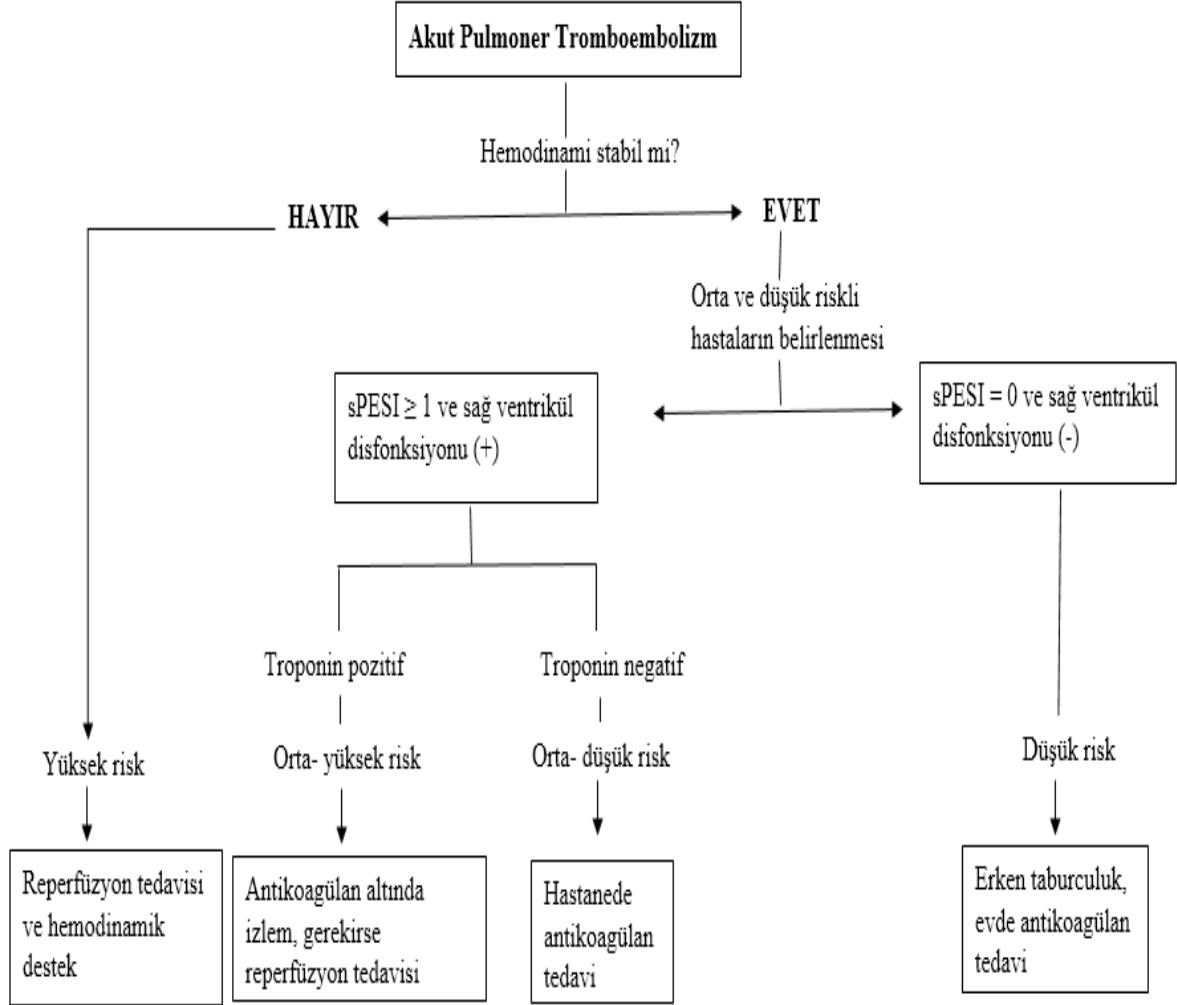 Akut Pulmoner Tromboembolizm
Hemodinami stabil mi?
HAYIR
EVET
Orta ve düşük riskli
hastaların belirlenmesi
sPESI ≥ 1 ve sağ ventrikül
disfonksiyonu (+)
sPESI = 0 ve sağ ventrikül
disfonksiyonu (-)
Troponin pozitif
Troponin negatif
Yüksek risk
Orta- yüksek risk
Orta- düşük risk
Düşük risk
Reperfüzyon tedavisi
ve hemodinamik
destek
Antikoagülan altında
izlem, gerekirse
reperfüzyon tedavisi
Hastanede
antikoagülan
tedavi
Erken taburculuk,
evde antikoagülan
tedavi